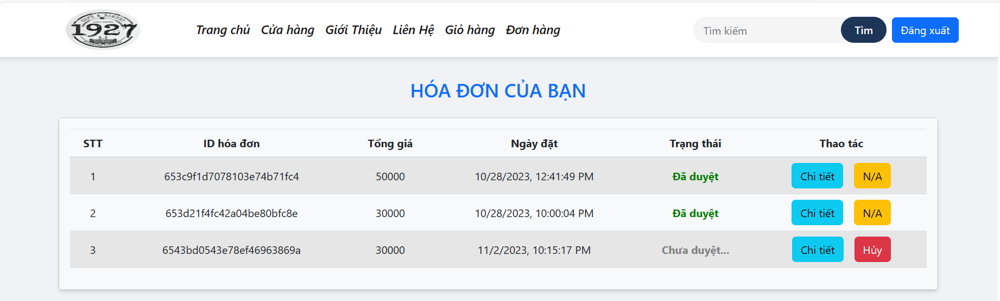 CAFE & BAKERY
1927
Trang chủ Cửa hàng Giới Thiệu Liên Hệ Giỏ hàng Đơn hàng
Tìm kiếm Tìm Đăng xuất
HÓA ĐƠN CỦA BẠN
STT ID hóa đơn Tổng giá Ngày đặt Trạng thái Thao tác
1 653c9f1d7078103e74b71fc4 50000 10/28/2023, 12:41:49 PM Đã duyệt Chi tiết N/A
2 653d21f4fc42a04be80bfc8e 30000 10/28/2023, 10:00:04 PM Đã duyệt Chi tiết N/A
3 6543bd0543e78ef46963869a 30000 11/2/2023, 10:15:17 PM Chưa duyệt... Chi tiết Hủy